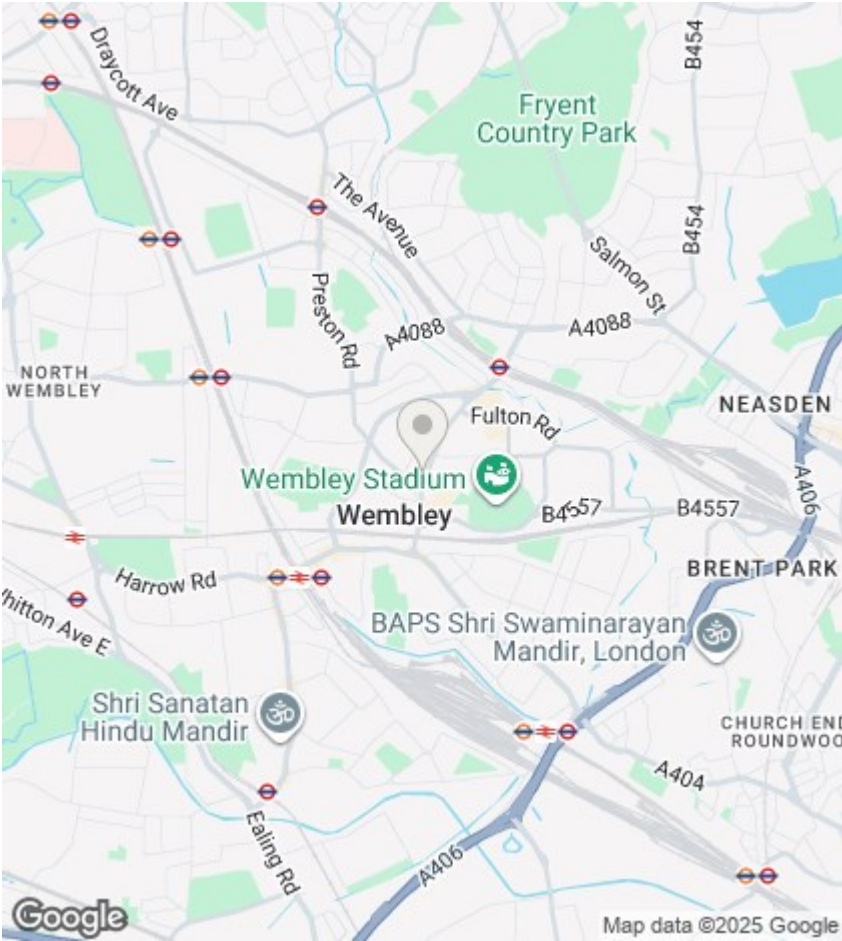 B454
Draycott Ave
Fryent
Country Park
The Avenue
B454
Salmon St
Preston Rd
A4088
A4088
NORTH
WEMBLEY
Fulton Rd
NEASDEN
Wembley Stadium
A406
Wembley
B4557
B4557
Harrow Rd
BRENT PARK
Whitton Ave E
BAPS Shri Swaminarayan
Mandir, London
Shri Sanatan
Hindu Mandir
CHURCH END
ROUNDWOO
A404
Ealing Rd
A406
Google
Map data ©2025 Google